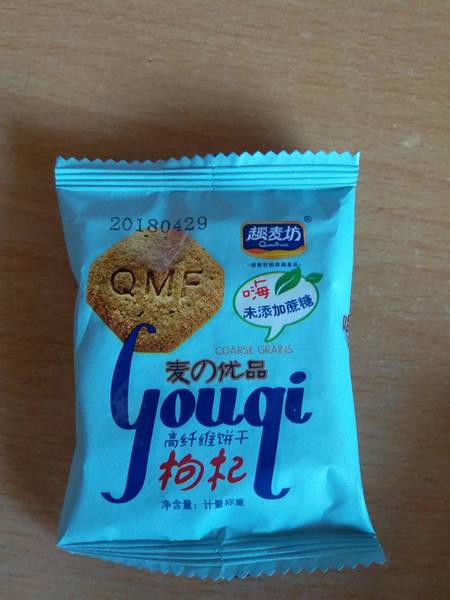 20180429
趣麦坊®
QMF
嗨
未添加蔗糖
COARSE GRAINS
麦の优品
Gouqi
高纤维饼干
枸杞
净含量：计量称重